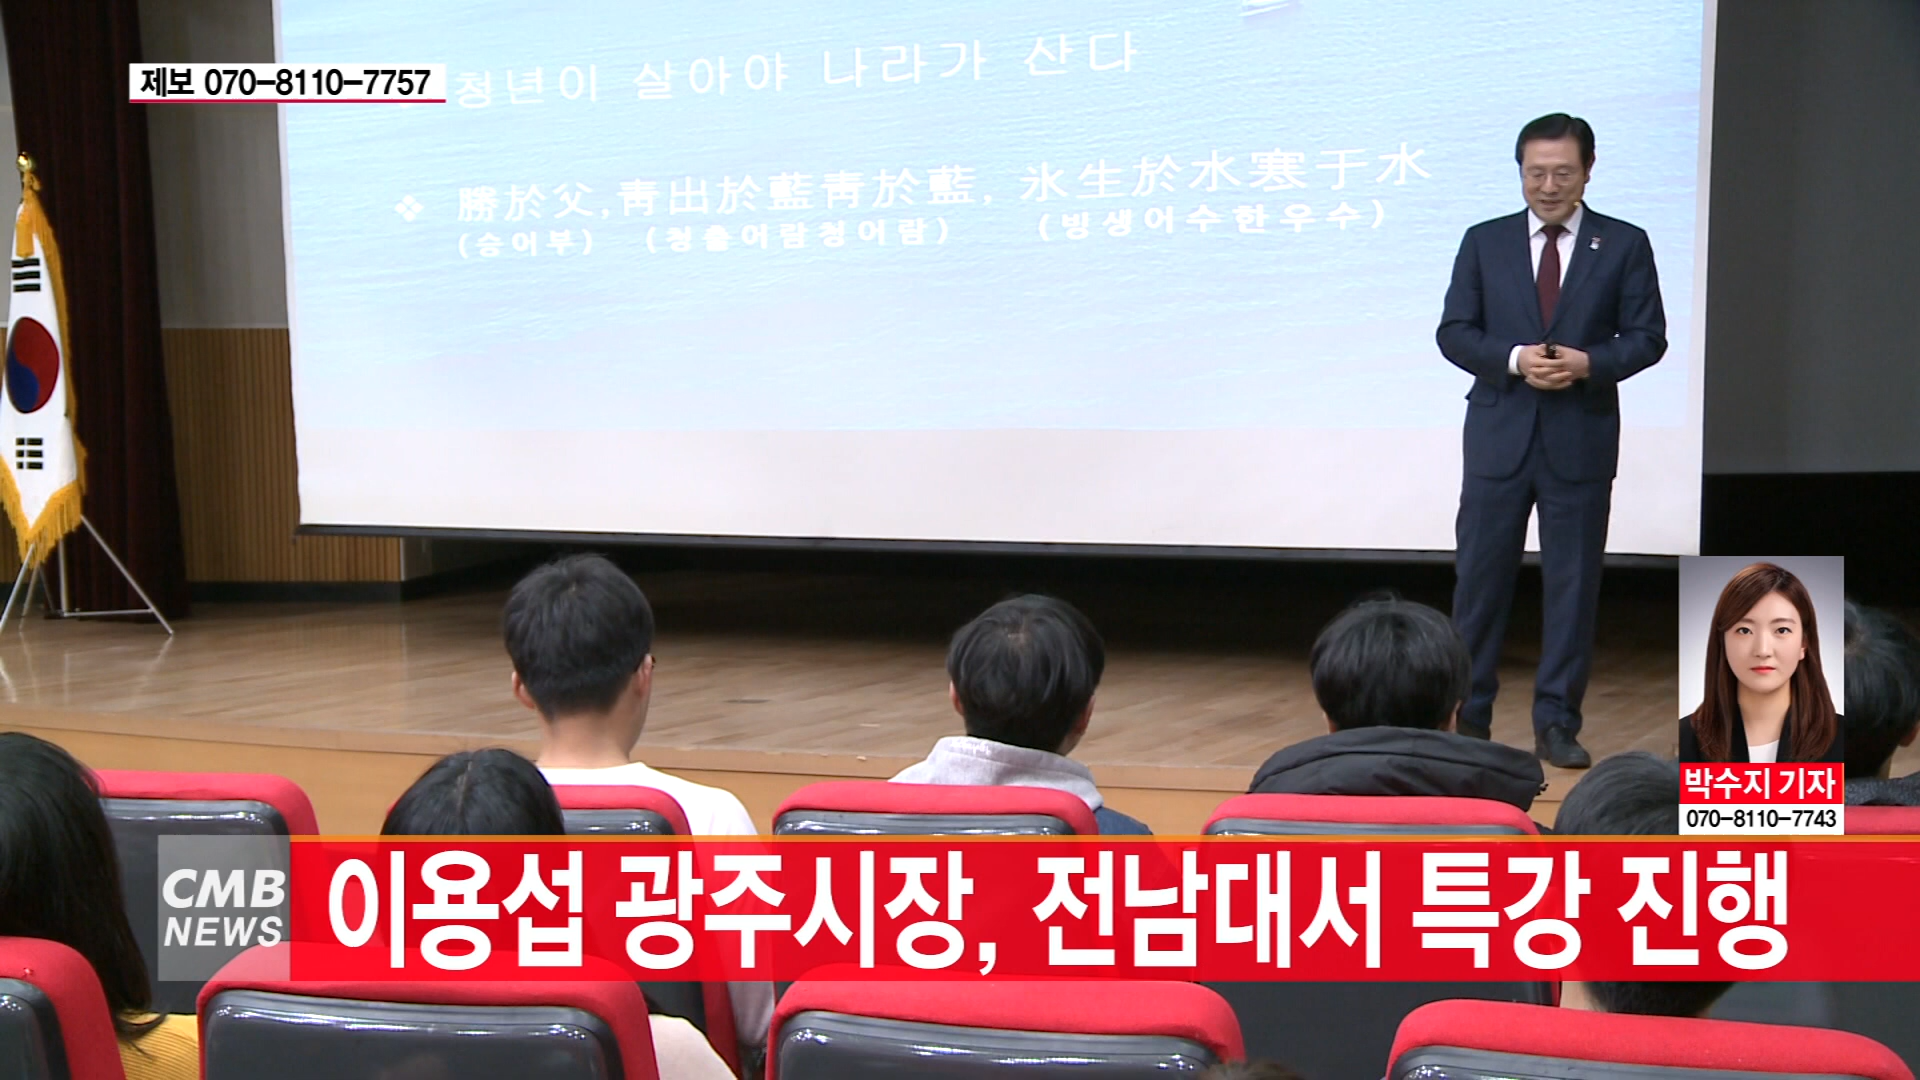 제보 070-8110-7757
청년이 살아야 나라가 산다
❖ 勝於父,靑出於藍靑於藍, 氷生於水寒于水
(승어부) (청출어람청어람) (빙생어수한우수)
박수지 기자
070-8110-7743
CMB
NEWS
이용섭 광주시장, 전남대서 특강 진행